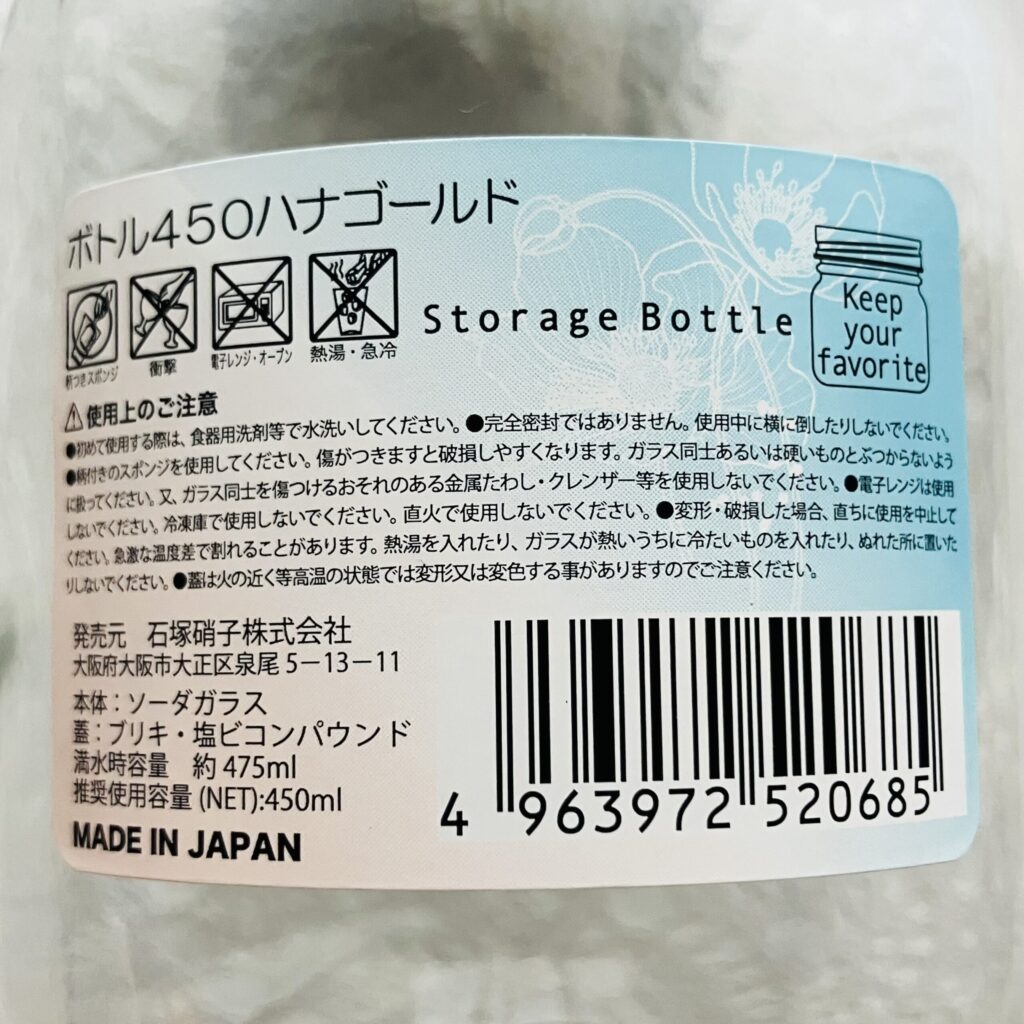 ボトル450ハナゴールド
Keep
your
favorite
Storage Bottle
柄つきスポンジ
衝撃
電子レンジ・オーブン
熱湯・急冷
⚠使用上のご注意
●初めて使用する際は、食器用洗剤等で水洗いしてください。●完全密封ではありません。使用中に横に倒したりしないでください。
●柄付きのスポンジを使用してください。傷がつきますと破損しやすくなります。ガラス同士あるいは硬いものとぶつからないよう
に扱ってください。又、ガラス同士を傷つけるおそれのある金属たわし・クレンザー等を使用しないでください。●電子レンジは使用
しないでください。冷凍庫で使用しないでください。直火で使用しないでください。●変形・破損した場合、直ちに使用を中止して
ください。急激な温度差で割れることがあります。熱湯を入れたり、ガラスが熱いうちに冷たいものを入れたり、ぬれた所に置いた
りしないでください。●蓋は火の近く等高温の状態では変形又は変色する事がありますのでご注意ください。
発売元 石塚硝子株式会社
大阪府大阪市大正区泉尾5-13-11
本体：ソーダガラス
蓋：ブリキ・塩ビコンパウンド
満水時容量 約475ml
推奨使用容量(NET):450ml
MADE IN JAPAN
4 963972 520685